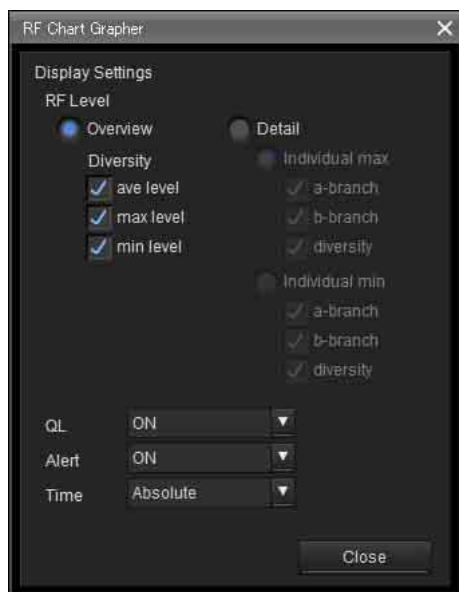 RF Chart Grapher
Display Settings
RF Level
Overview
Detail
Diversity
ave level
max level
min level
Individual max
a-branch
b-branch
diversity
Individual min
a-branch
b-branch
diversity
QL ON
Alert ON
Time Absolute
Close